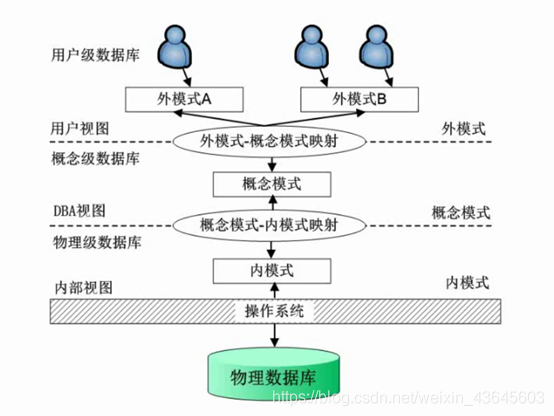 用户级数据库
外模式A
外模式B
用户视图
外模式-概念模式映射
外模式
概念级数据库
概念模式
DBA视图
概念模式-内模式映射
概念模式
物理级数据库
内模式
内部视图
内模式
操作系统
物理数据库
https://blog.csdn.net/weixin_43645603